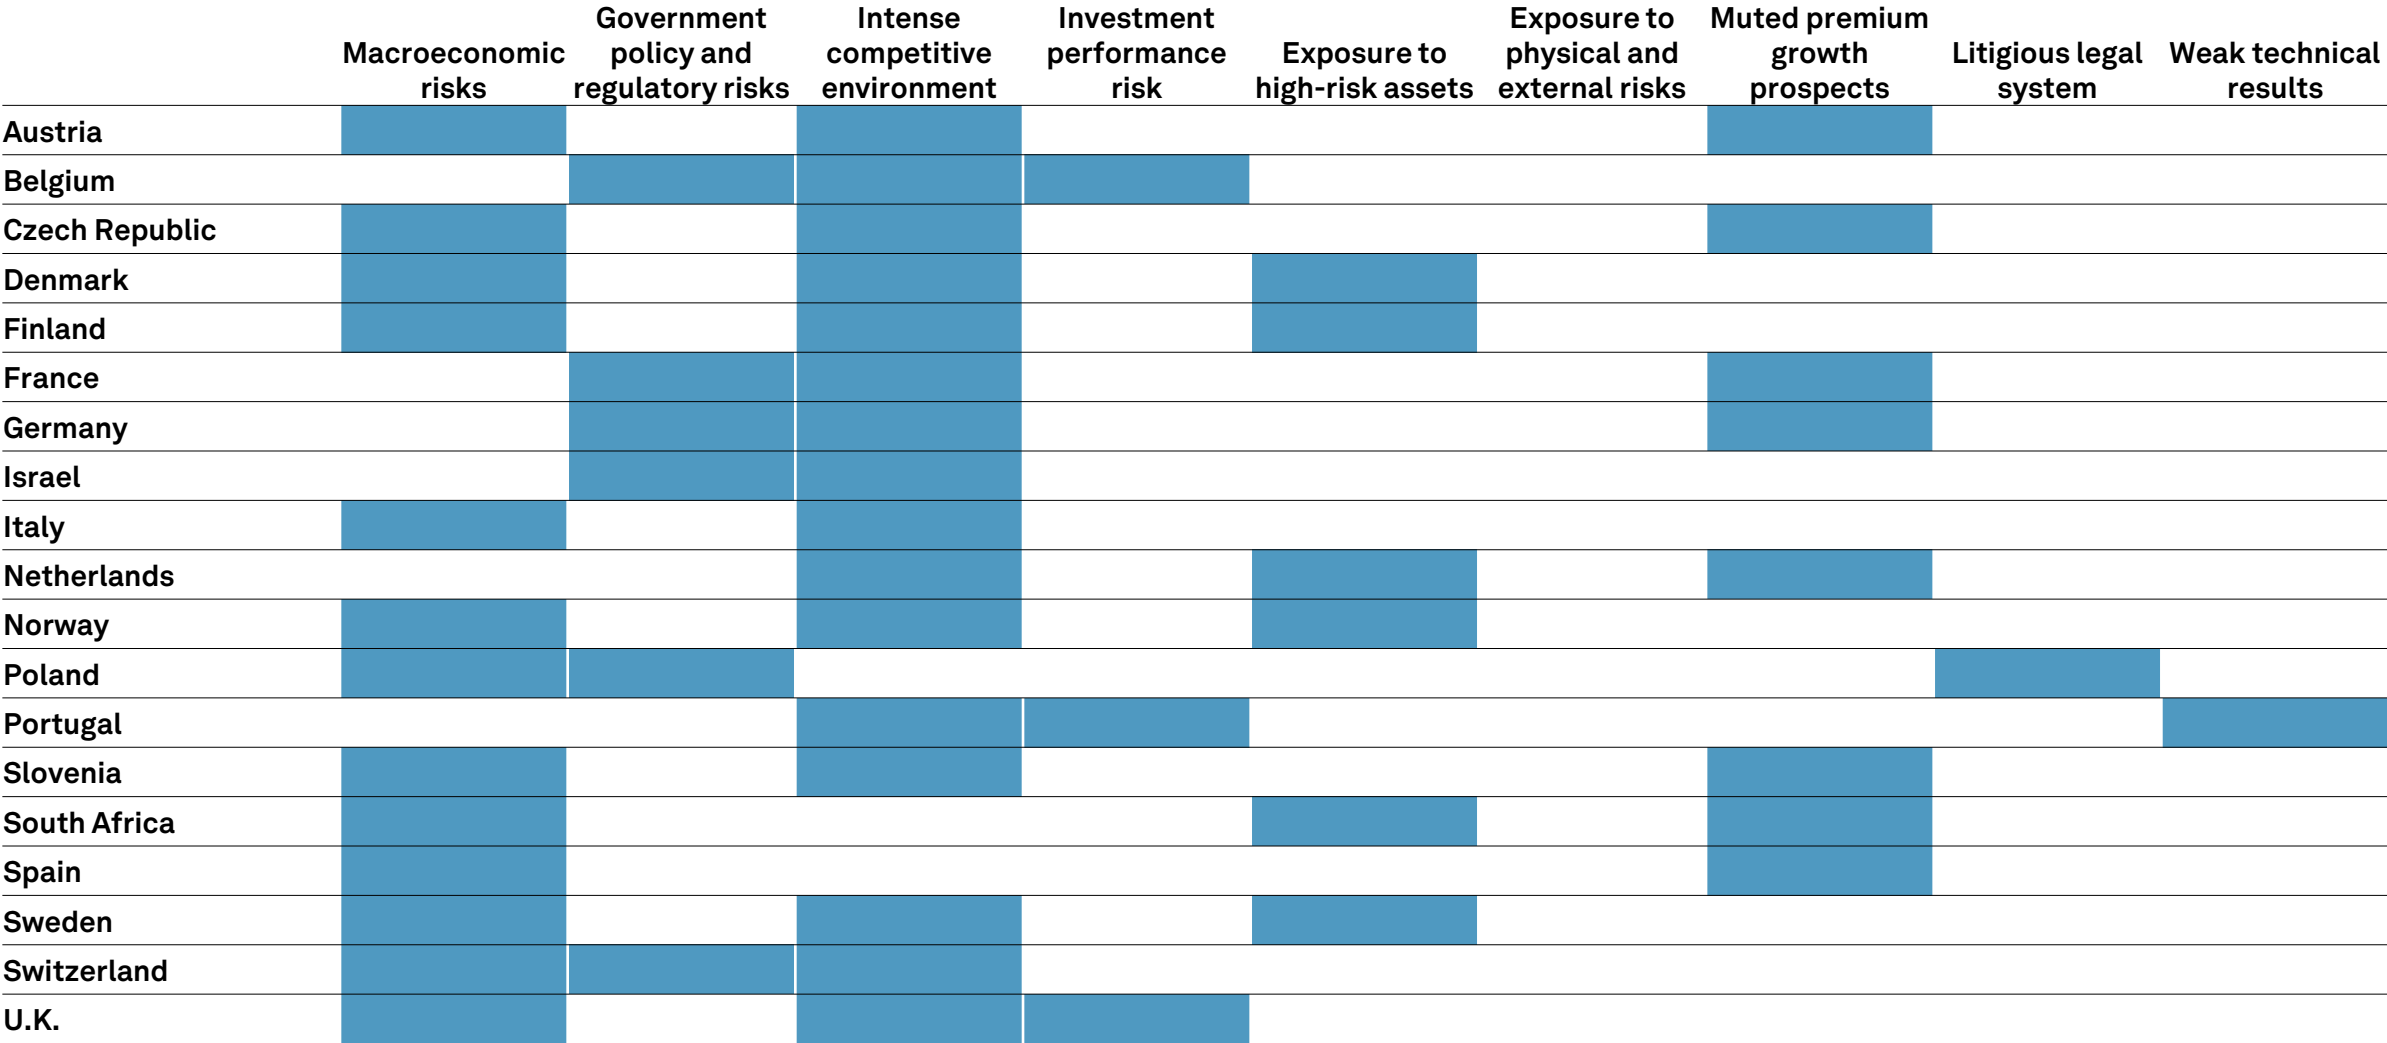 Macroeconomic
risks
Government
policy and
regulatory risks
Intense
competitive
environment
Investment
performance
risk
Exposure to
high-risk assets
Exposure to
physical and
external risks
Muted premium
growth
prospects
Litigious legal
system
Weak technical
results
Austria
Belgium
Czech Republic
Denmark
Finland
France
Germany
Israel
Italy
Netherlands
Norway
Poland
Portugal
Slovenia
South Africa
Spain
Sweden
Switzerland
U.K.